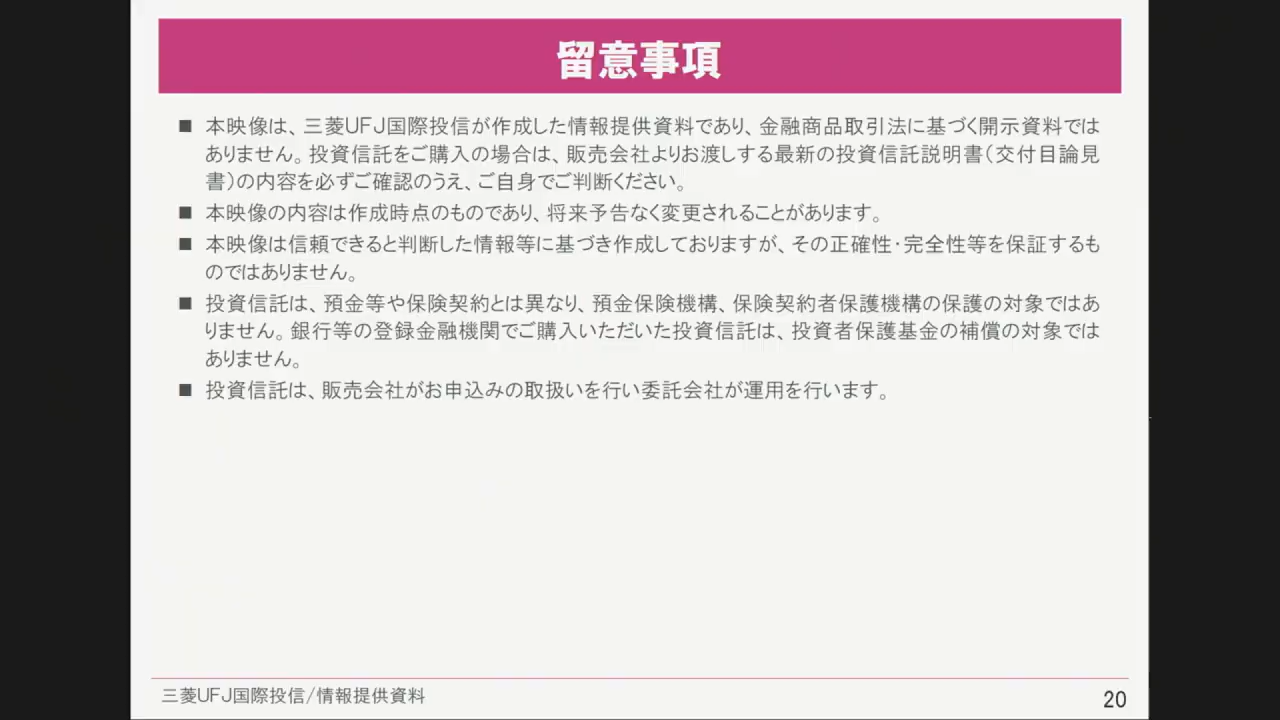 留意事項
■ 本映像は、三菱UFJ国際投信が作成した情報提供資料であり、金融商品取引法に基づく開示資料では
ありません。投資信託をご購入の場合は、販売会社よりお渡しする最新の投資信託説明書(交付目論見
書)の内容を必ずご確認のうえ、ご自身でご判断ください。
■ 本映像の内容は作成時点のものであり、将来予告なく変更されることがあります。
■ 本映像は信頼できると判断した情報等に基づき作成しておりますが、その正確性・完全性等を保証するも
のではありません。
■ 投資信託は、預金等や保険契約とは異なり、預金保険機構、保険契約者保護機構の保護の対象ではあ
りません。銀行等の登録金融機関でご購入いただいた投資信託は、投資者保護基金の補償の対象では
ありません。
■ 投資信託は、販売会社がお申込みの取扱いを行い委託会社が運用を行います。
三菱UFJ国際投信/情報提供資料
20